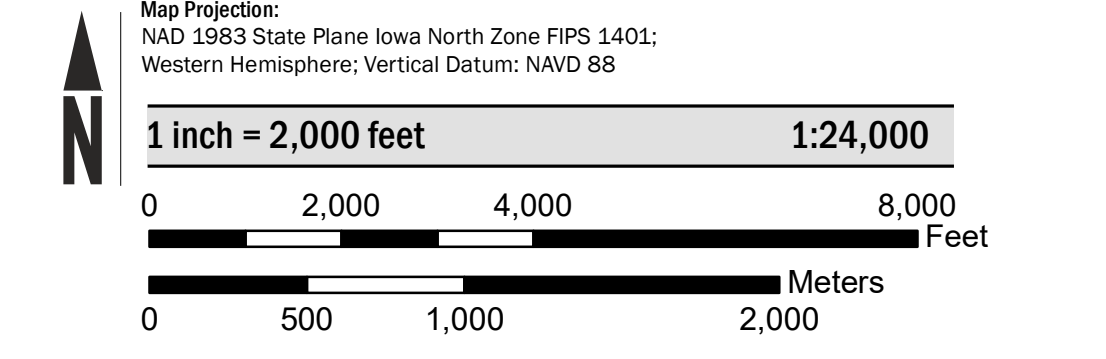 Map Projection:
NAD 1983 State Plane Iowa North Zone FIPS 1401;
Western Hemisphere; Vertical Datum: NAVD 88
N
1 inch = 2,000 feet 1:24,000
0 2,000 4,000 8,000
Feet
Meters
0 500 1,000 2,000